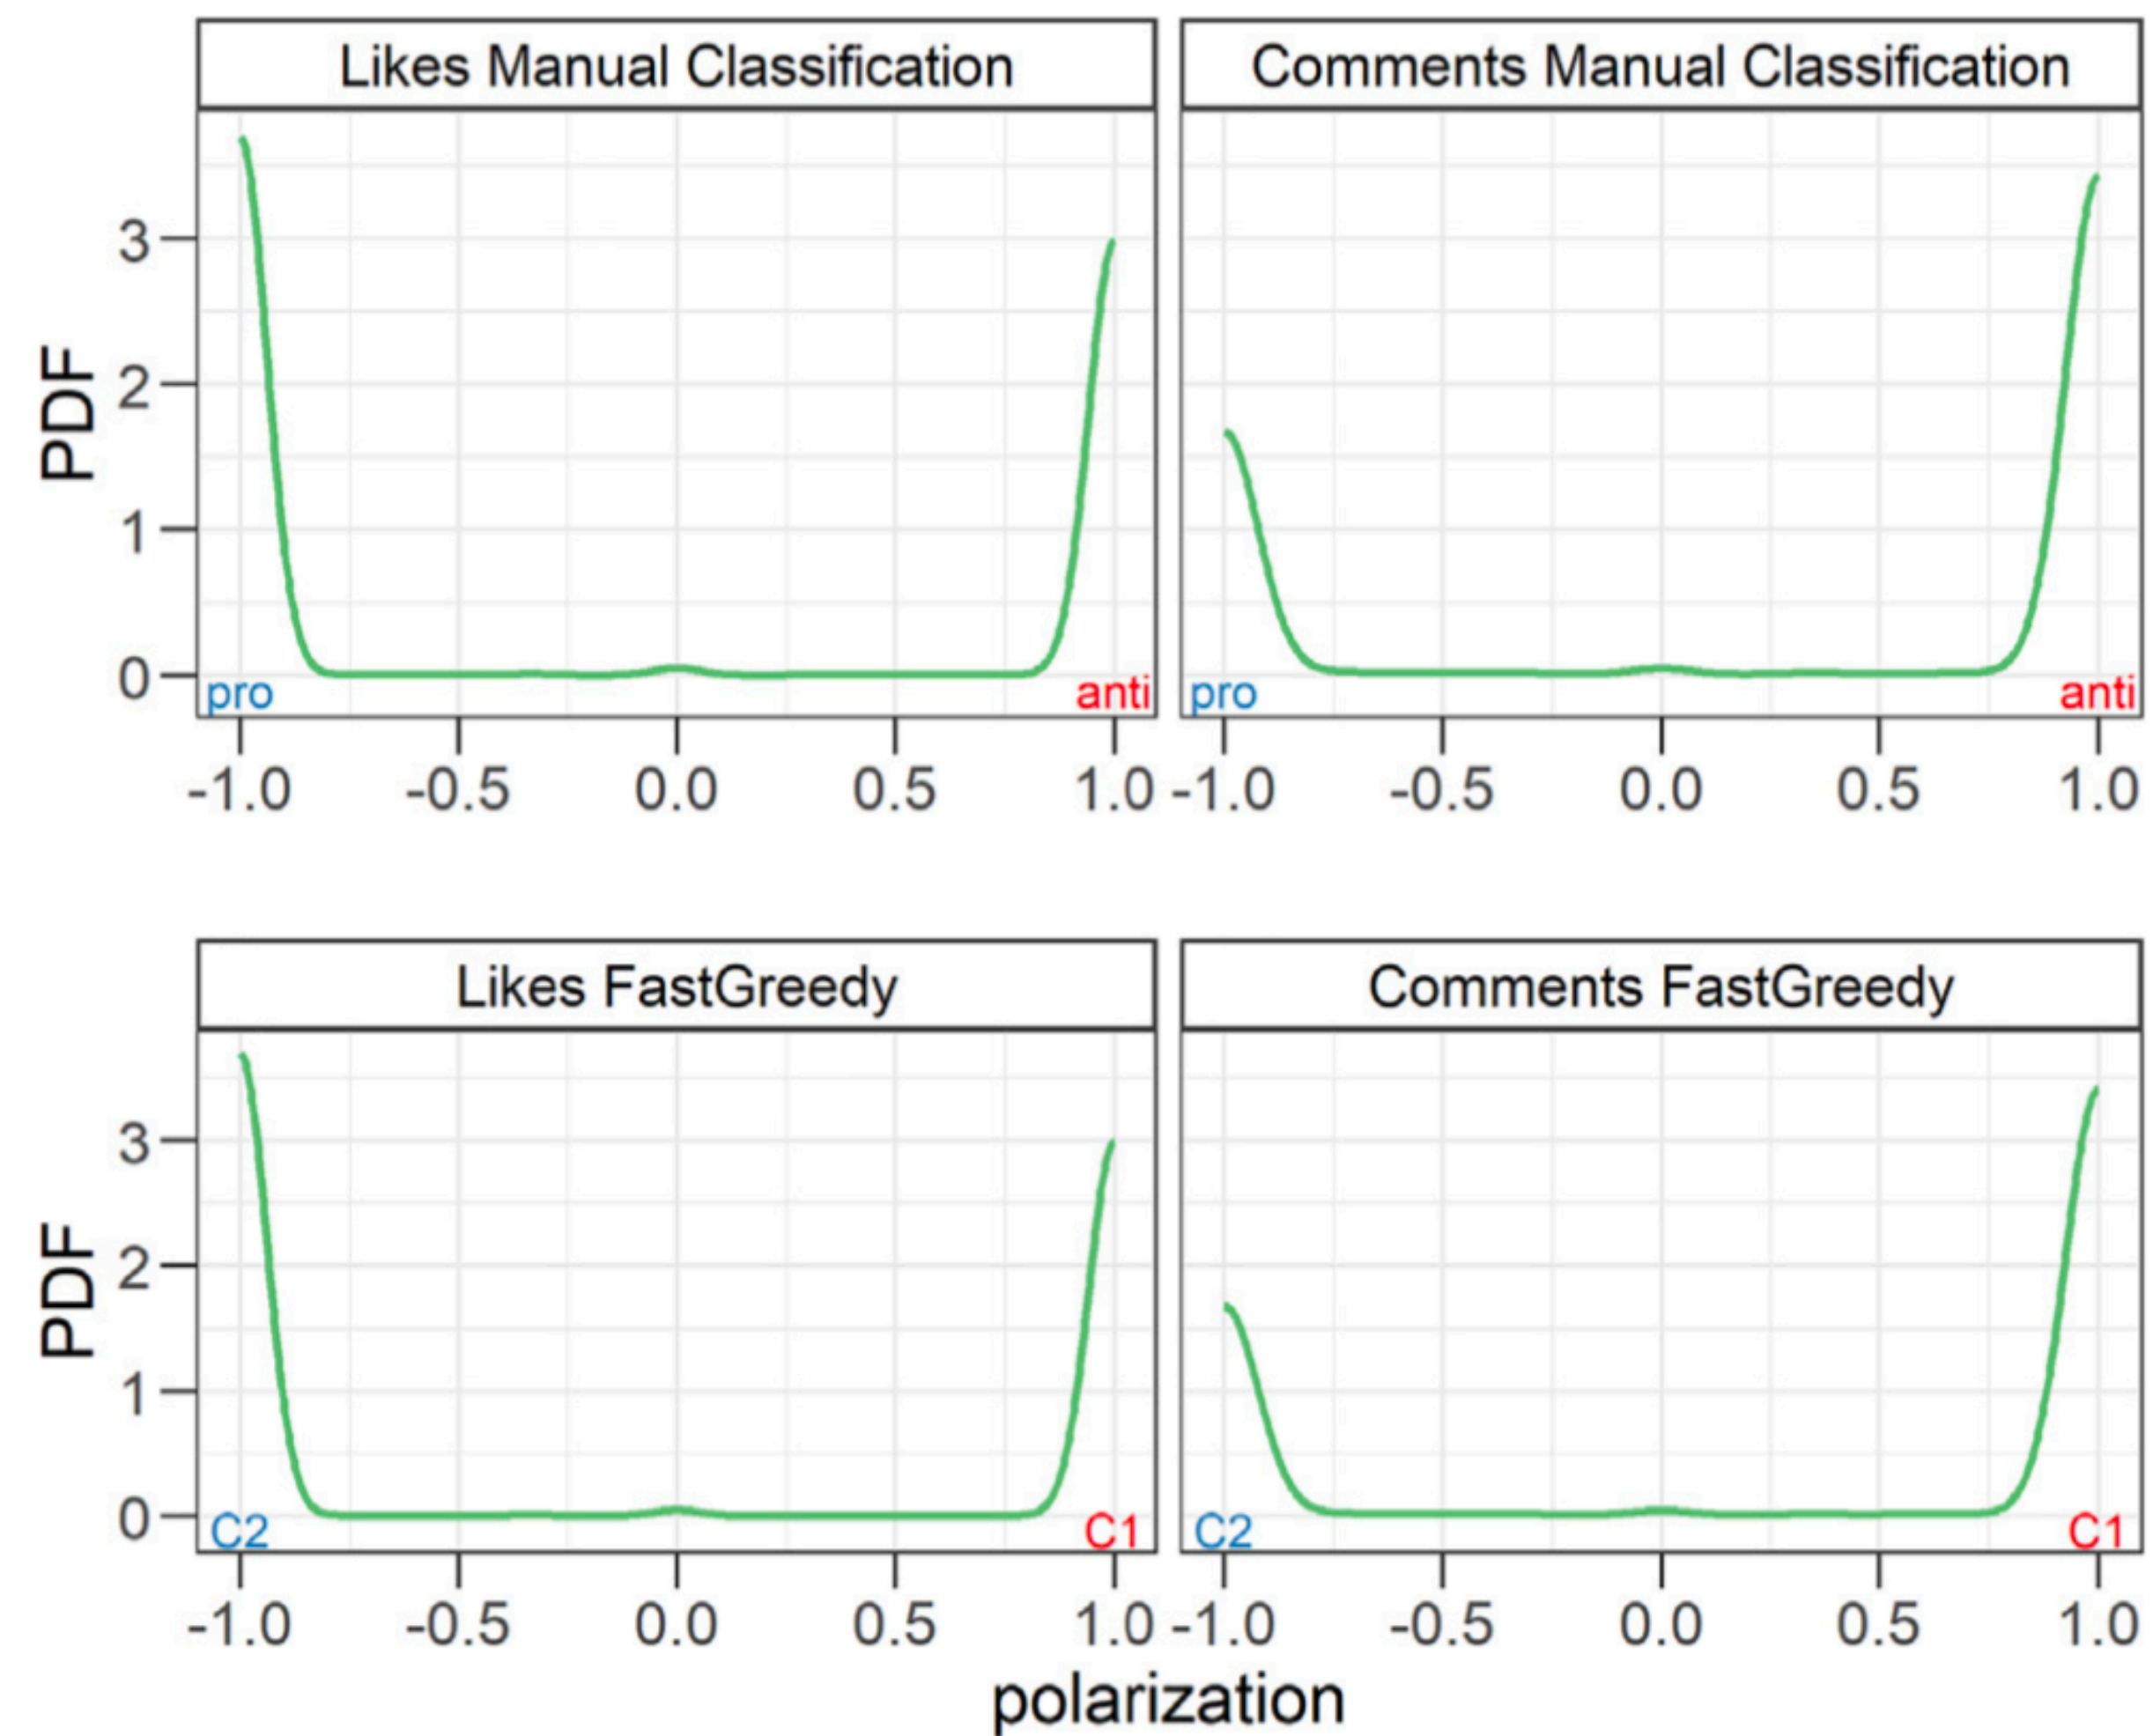 Likes Manual Classification
Comments Manual Classification
PDF
3
2
1
0
pro
anti
pro
anti
-1.0 -0.5 0.0 0.5 1.0 -1.0 -0.5 0.0 0.5 1.0
Likes FastGreedy
Comments FastGreedy
PDF
3
2
1
0
C2
C1
C2
C1
-1.0 -0.5 0.0 0.5 1.0 -1.0 -0.5 0.0 0.5 1.0
polarization